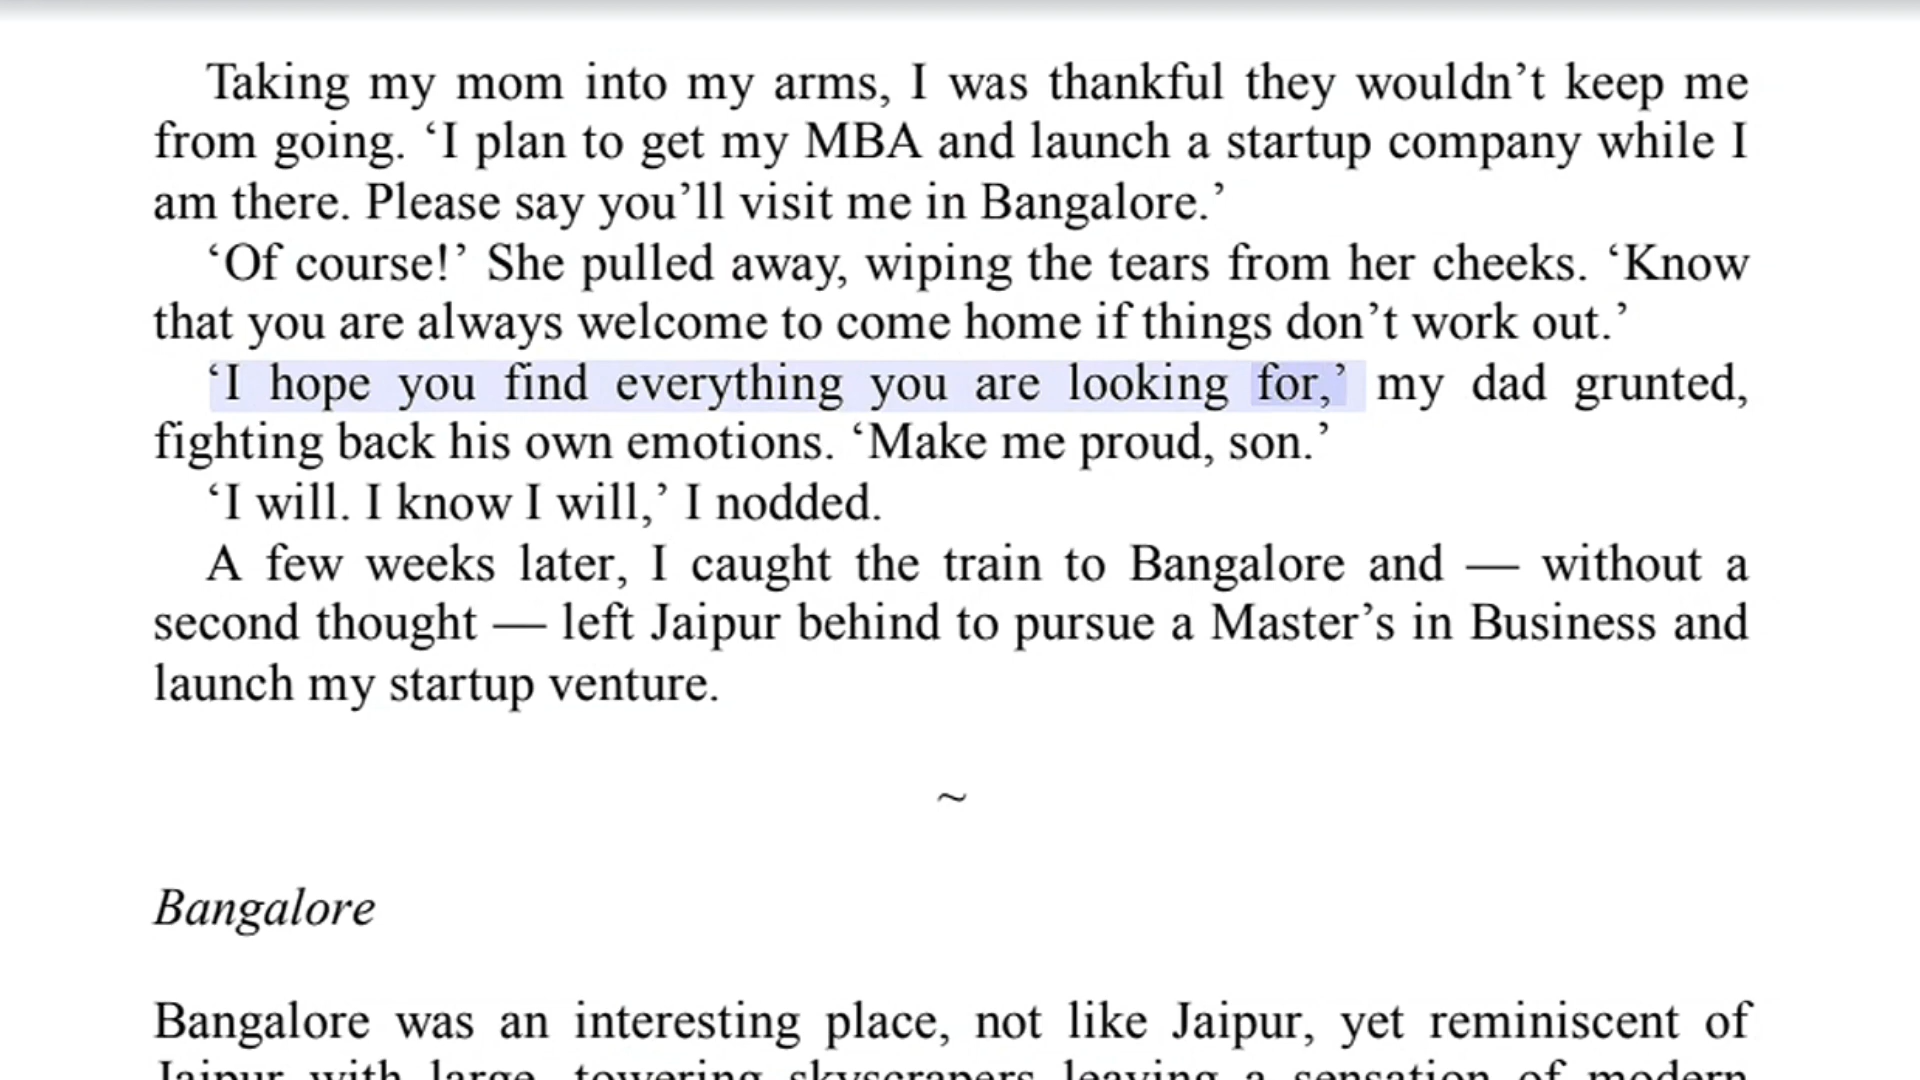 Taking my mom into my arms, I was thankful they wouldn’t keep me
from going. ‘I plan to get my MBA and launch a startup company while I
am there. Please say you’ll visit me in Bangalore.’
‘Of course!’ She pulled away, wiping the tears from her cheeks. ‘Know
that you are always welcome to come home if things don’t work out.’
‘I hope you find everything you are looking for,’ my dad grunted,
fighting back his own emotions. ‘Make me proud, son.’
‘I will. I know I will,’ I nodded.
A few weeks later, I caught the train to Bangalore and — without a
second thought — left Jaipur behind to pursue a Master’s in Business and
launch my startup venture.
~
Bangalore
Bangalore was an interesting place, not like Jaipur, yet reminiscent of
Jaipur with large, towering skyscrapers leaving a sensation of modern